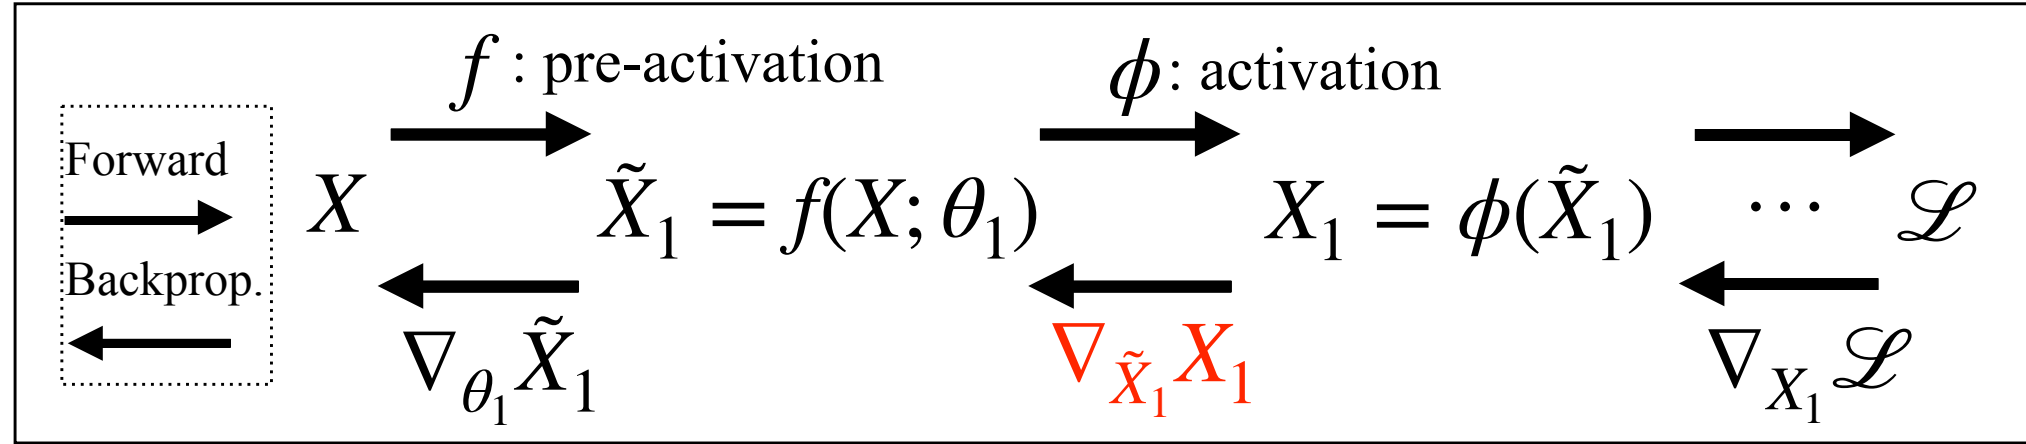 f : pre-activation
ϕ: activation
Forward
X
X̃₁ = f(X; θ₁)
X₁ = ϕ(X̃₁)
⋯
ℒ
Backprop.
∇_θ₁ X̃₁
∇_X̃₁ X₁
∇_X₁ ℒ